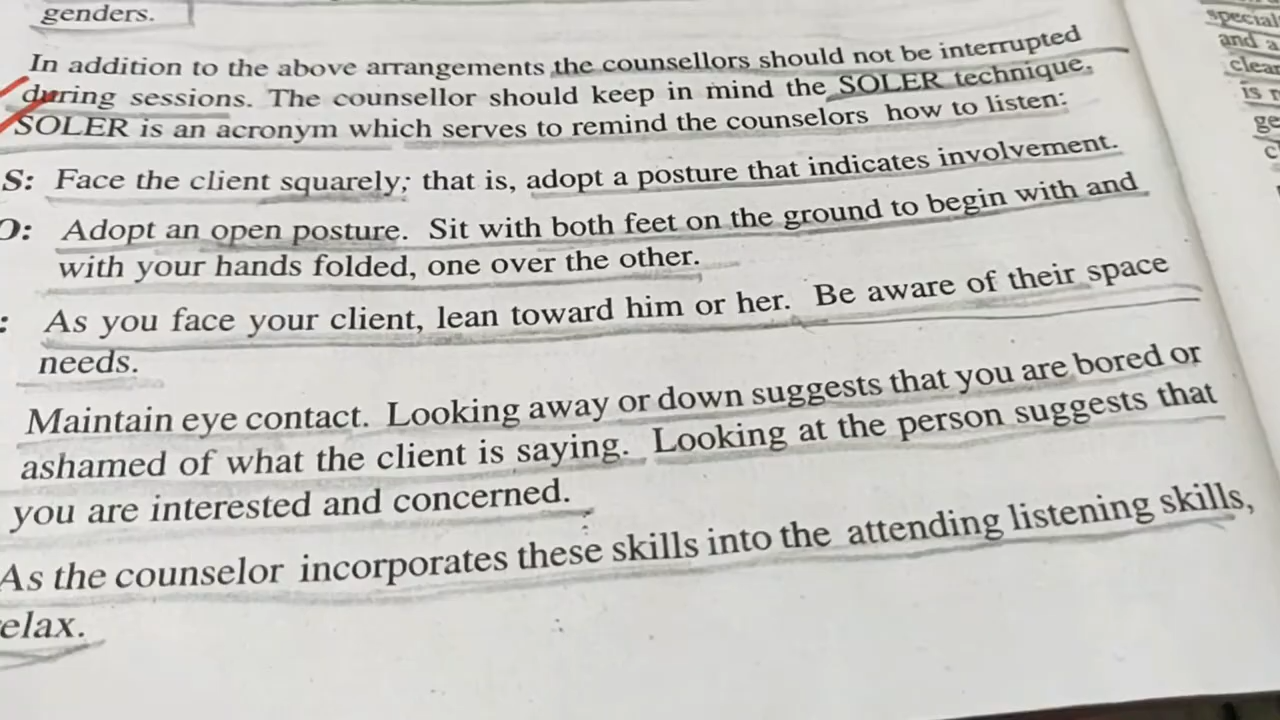 genders.
In addition to the above arrangements the counsellors should not be interrupted
during sessions. The counsellor should keep in mind the SOLER technique.
SOLER is an acronym which serves to remind the counselors how to listen:
S: Face the client squarely; that is, adopt a posture that indicates involvement.
O: Adopt an open posture. Sit with both feet on the ground to begin with and
with your hands folded, one over the other.
: As you face your client, lean toward him or her. Be aware of their space
needs.
Maintain eye contact. Looking away or down suggests that you are bored or
ashamed of what the client is saying. Looking at the person suggests that
you are interested and concerned.
As the counselor incorporates these skills into the attending listening skills,
elax.
special
and a
clear
is
ge